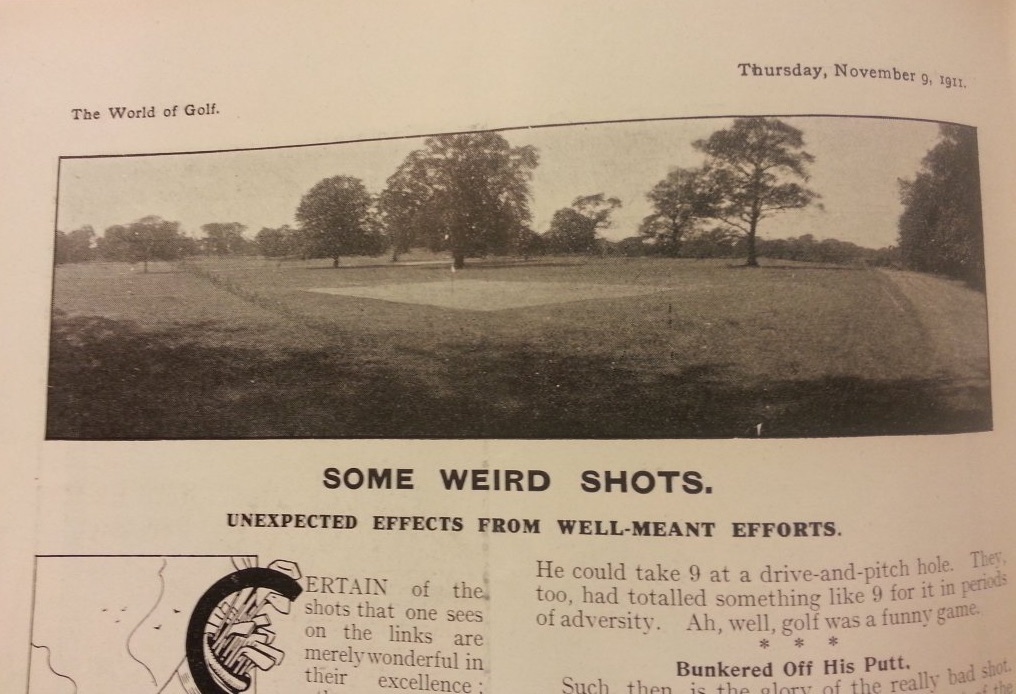 The World of Golf.
Thursday, November 9, 1911.
SOME WEIRD SHOTS.
UNEXPECTED EFFECTS FROM WELL-MEANT EFFORTS.
CERTAIN of the
shots that one sees
on the links are
merely wonderful in
their excellence;
He could take 9 at a drive-and-pitch hole. They,
too, had totalled something like 9 for it in periods
of adversity. Ah, well, golf was a funny game.
* * *
Bunkered Off His Putt.
Such, then, is the glory of the really bad shot.